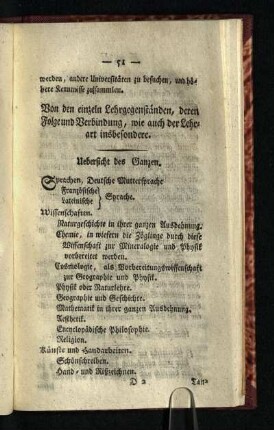 — 51 —
werden, andere Universitäten zu besuchen, um hö-
here Kenntnisse zu sammlen.
Von den einzeln Lehrgegenständen, deren
Folge und Verbindung, wie auch der Lehr-
art insbesondere.
Uebersicht des Ganzen.
Sprachen, Deutsche Muttersprache
Französische
Lateinische } Sprache.
Wissenschaften.
Naturgeschichte in ihrer ganzen Ausdehnung.
Chemie, in wiefern die Zöglinge durch diese
Wissenschaft zur Mineralogie und Physik
vorbereitet werden.
Cosmologie, als Vorbereitungswissenschaft
zur Geographie und Physik.
Physik oder Naturlehre.
Geographie und Geschichte.
Mathematik in ihrer ganzen Ausdehnung.
Aesthetik.
Encyclopädische Philosophie.
Religion.
Künste und Handarbeiten.
Schönschreiben.
Hand- und Rißzeichnen.
D 2 Tanz